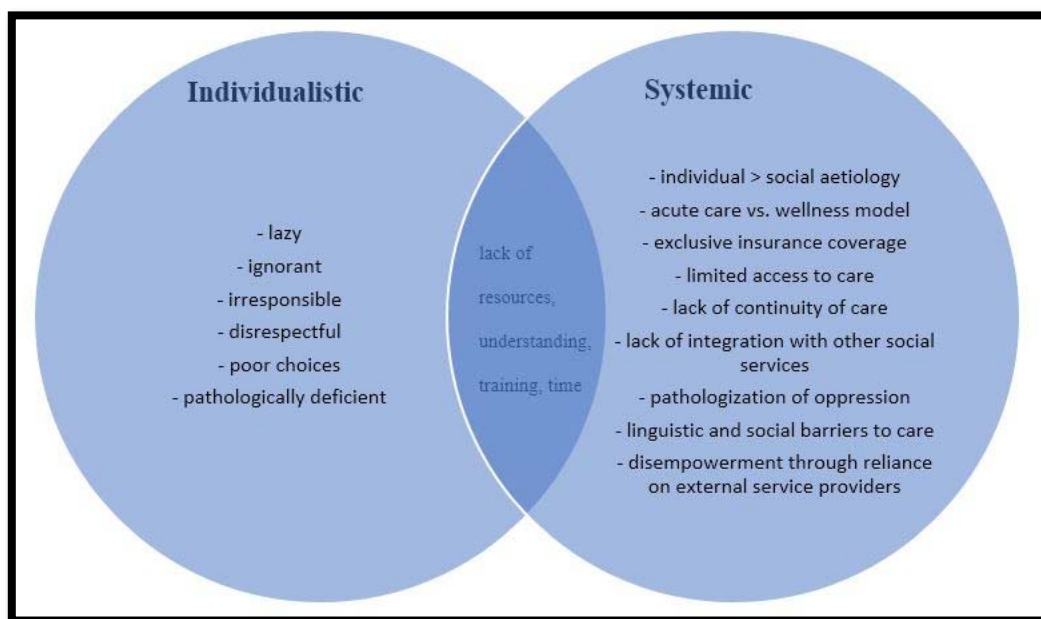 Individualistic
- lazy
- ignorant
- irresponsible
- disrespectful
- poor choices
- pathologically deficient
lack of
resources,
understanding,
training, time
Systemic
- individual > social aetiology
- acute care vs. wellness model
- exclusive insurance coverage
- limited access to care
- lack of continuity of care
- lack of integration with other social
services
- pathologization of oppression
- linguistic and social barriers to care
- disempowerment through reliance
on external service providers